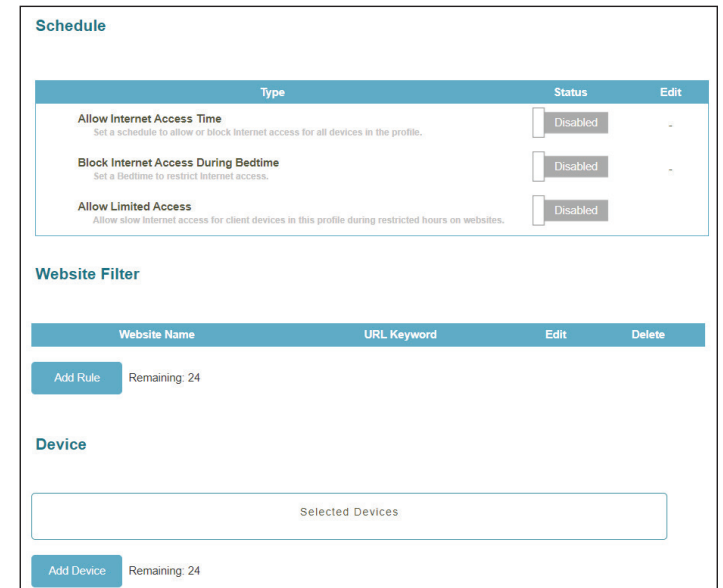 Schedule
Type Status Edit
Allow Internet Access Time Disabled -
Set a schedule to allow or block Internet access for all devices in the profile.
Block Internet Access During Bedtime Disabled -
Set a Bedtime to restrict Internet access.
Allow Limited Access Disabled
Allow slow Internet access for client devices in this profile during restricted hours on websites.
Website Filter
Website Name URL Keyword Edit Delete
Add Rule Remaining: 24
Device
Selected Devices
Add Device Remaining: 24